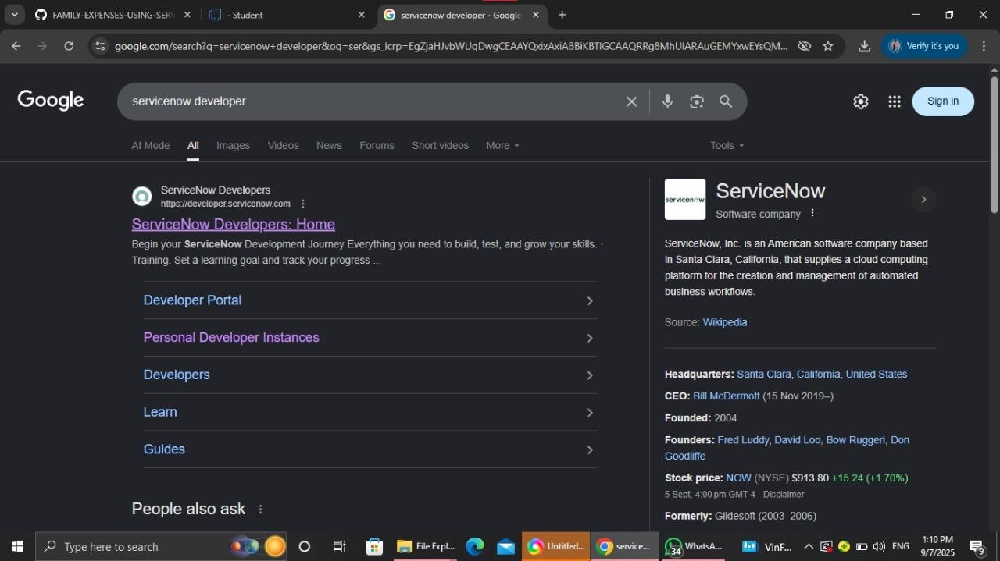 FAMILY-EXPENSES-USING-SERV
- Student
servicenow developer - Google
google.com/search?q=servicenow+developer&oq=ser&gs_lcrp=EgZjaHJvbWUqDwgCEAAYQxixAxiABBiKBTIGCAAQRRg8MhUIARAuGEMYxwEYsQM...
Verify it's you
Google
servicenow developer
Sign in
AI Mode
All
Images
Videos
News
Forums
Short videos
More
Tools
ServiceNow Developers
https://developer.servicenow.com
ServiceNow Developers: Home
Begin your ServiceNow Development Journey Everything you need to build, test, and grow your skills. ·
Training. Set a learning goal and track your progress ...
Developer Portal
Personal Developer Instances
Developers
Learn
Guides
People also ask
servicenow
ServiceNow
Software company
ServiceNow, Inc. is an American software company based
in Santa Clara, California, that supplies a cloud computing
platform for the creation and management of automated
business workflows.
Source: Wikipedia
Headquarters: Santa Clara, California, United States
CEO: Bill McDermott (15 Nov 2019–)
Founded: 2004
Founders: Fred Luddy, David Loo, Bow Ruggeri, Don
Goodliffe
Stock price: NOW (NYSE) $913.80 +15.24 (+1.70%)
5 Sept, 4:00 pm GMT-4 - Disclaimer
Formerly: Glidesoft (2003–2006)
Type here to search
File Expl...
Untitled...
service...
34
WhatsA...
VinF...
ENG
1:10 PM
9/7/2025
9